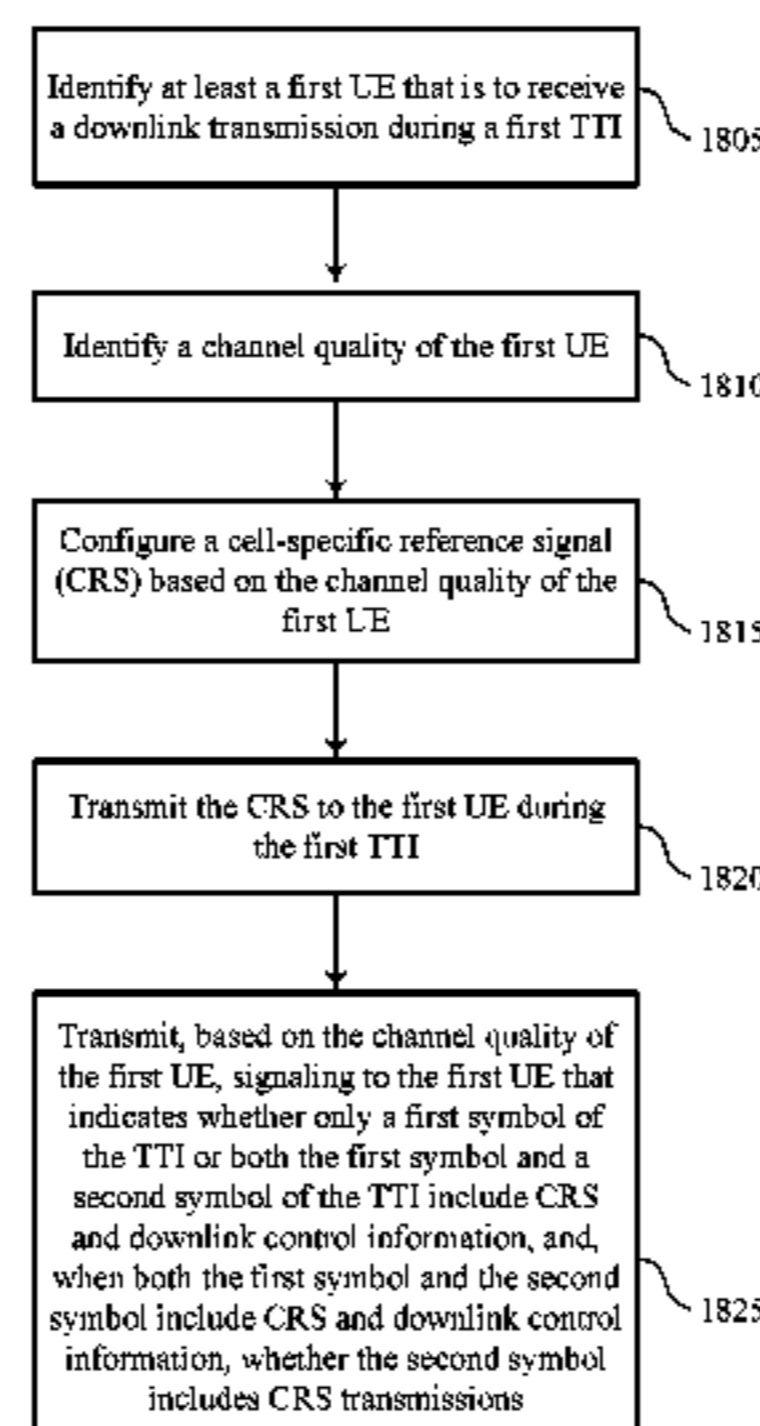 Identify at least a first UE that is to receive
a downlink transmission during a first TTI
1805
Identify a channel quality of the first UE
1810
Configure a cell-specific reference signal
(CRS) based on the channel quality of the
first UE
1815
Transmit the CRS to the first UE during
the first TTI
1820
Transmit, based on the channel quality of
the first UE, signaling to the first UE that
indicates whether only a first symbol of
the TTI or both the first symbol and a
second symbol of the TTI include CRS
and downlink control information, and,
when both the first symbol and the second
symbol include CRS and downlink control
information, whether the second symbol
includes CRS transmissions
1825